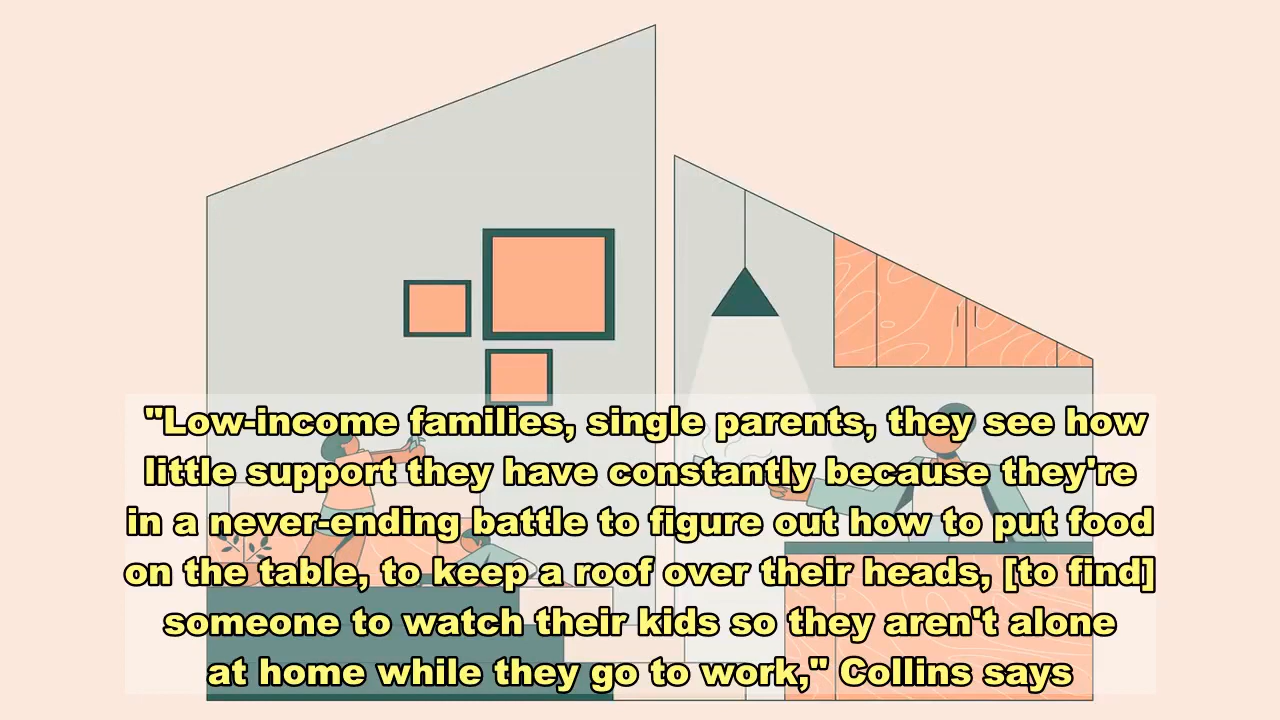 "Low-income families, single parents, they see how
little support they have constantly because they're
in a never-ending battle to figure out how to put food
on the table, to keep a roof over their heads, [to find]
someone to watch their kids so they aren't alone
at home while they go to work," Collins says